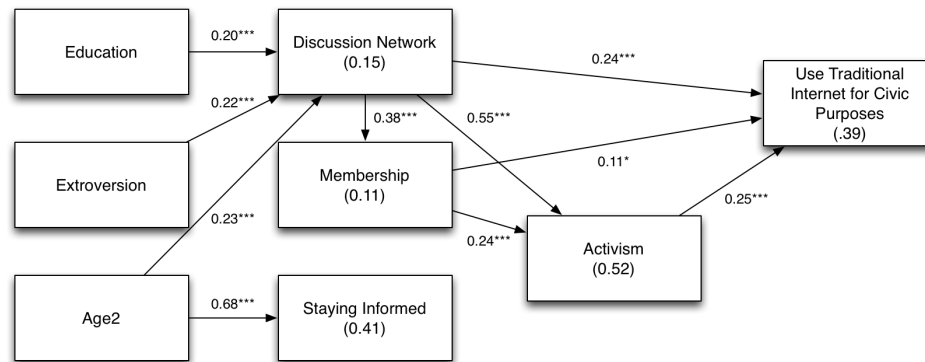 Education
0.20***
Discussion Network
(0.15)
0.24***
Use Traditional
Internet for Civic
Purposes
(.39)
0.22***
0.38***
0.55***
Extroversion
Membership
(0.11)
0.11*
0.23***
0.24***
0.25***
Activism
(0.52)
Age2
0.68***
Staying Informed
(0.41)